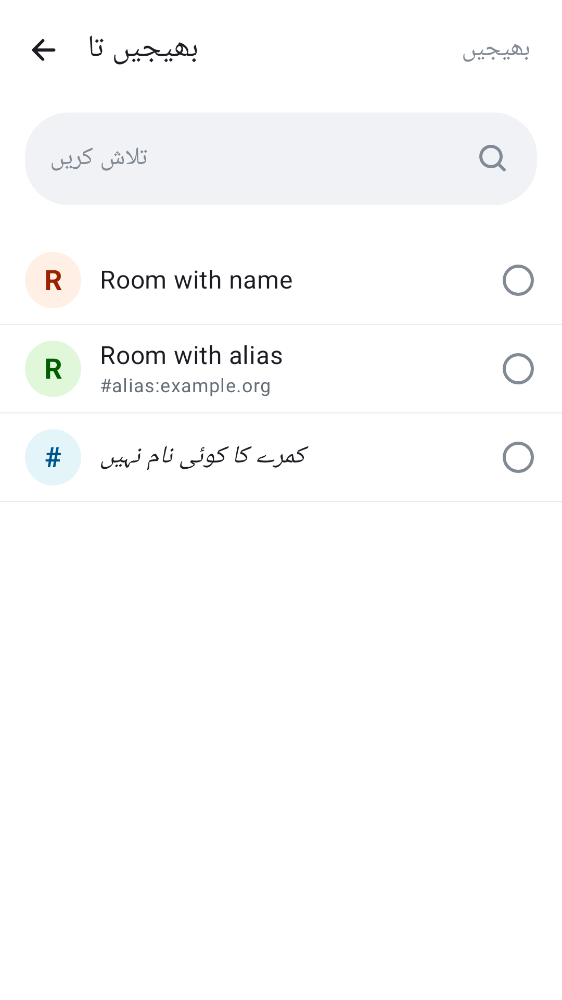 بھیجیں تا
بھیجیں
تلاش کریں
R
Room with name
R
Room with alias
#alias:example.org
#
کمرے کا کوئی نام نہیں